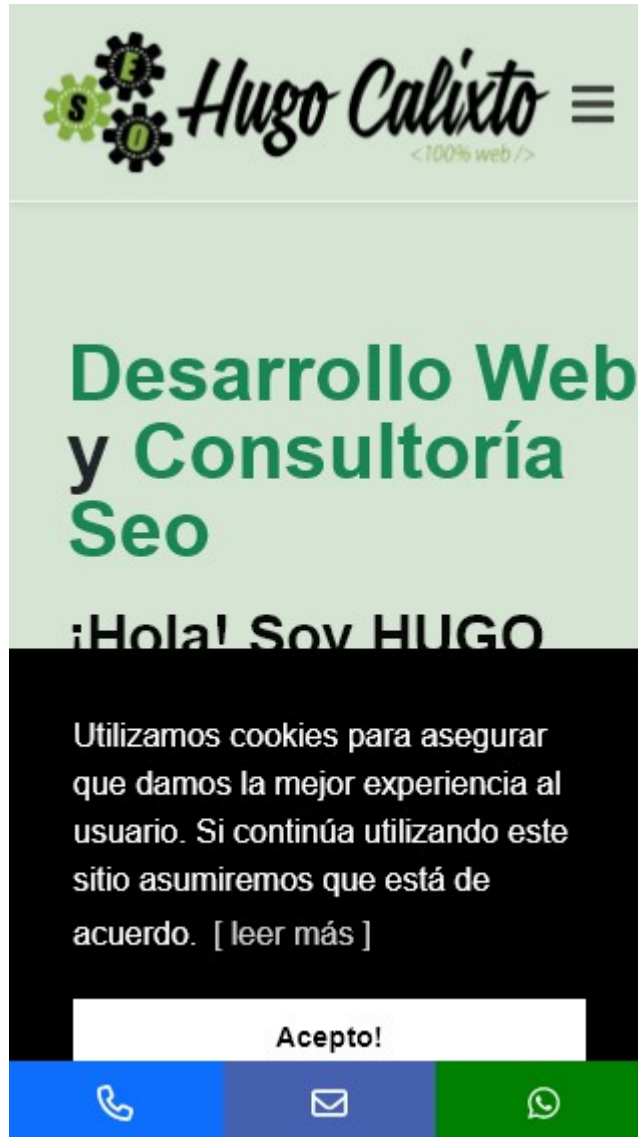 E
S
O
Hugo Calixto
<100% web/>
Desarrollo Web
y Consultoría
Seo
¡Hola! Soy HUGO
Utilizamos cookies para asegurar
que damos la mejor experiencia al
usuario. Si continúa utilizando este
sitio asumiremos que está de
acuerdo. [ leer más ]
Acepto!